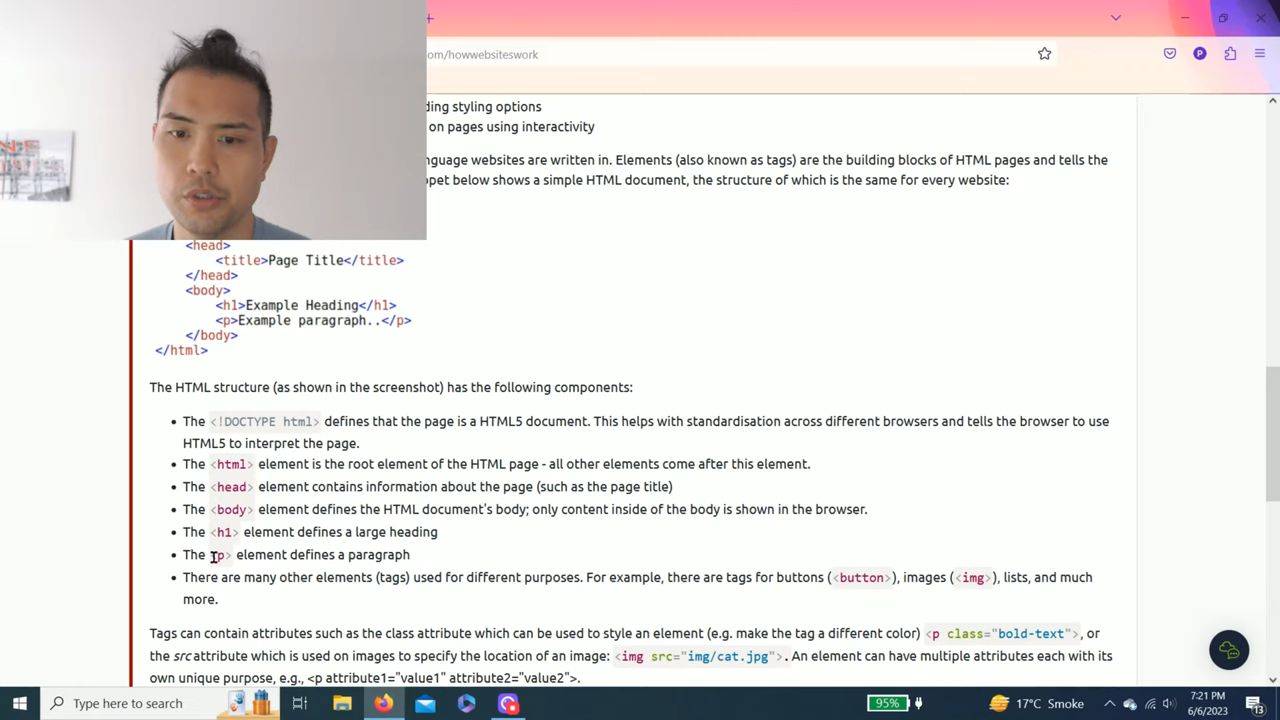 com/howwebsiteswork
ding styling options
on pages using interactivity
nguage websites are written in. Elements (also known as tags) are the building blocks of HTML pages and tells the
ppet below shows a simple HTML document, the structure of which is the same for every website:
<head>
<title>Page Title</title>
</head>
<body>
<h1>Example Heading</h1>
<p>Example paragraph..</p>
</body>
</html>
The HTML structure (as shown in the screenshot) has the following components:
• The <!DOCTYPE html> defines that the page is a HTML5 document. This helps with standardisation across different browsers and tells the browser to use
HTML5 to interpret the page.
• The <html> element is the root element of the HTML page - all other elements come after this element.
• The <head> element contains information about the page (such as the page title)
• The <body> element defines the HTML document's body; only content inside of the body is shown in the browser.
• The <h1> element defines a large heading
• The <p> element defines a paragraph
• There are many other elements (tags) used for different purposes. For example, there are tags for buttons (<button>), images (<img>), lists, and much
more.
Tags can contain attributes such as the class attribute which can be used to style an element (e.g. make the tag a different color) <p class="bold-text">, or
the src attribute which is used on images to specify the location of an image: <img src="img/cat.jpg">. An element can have multiple attributes each with its
own unique purpose, e.g., <p attribute1="value1" attribute2="value2">.
Type here to search
95%
17°C Smoke
7:21 PM
6/6/2023
13